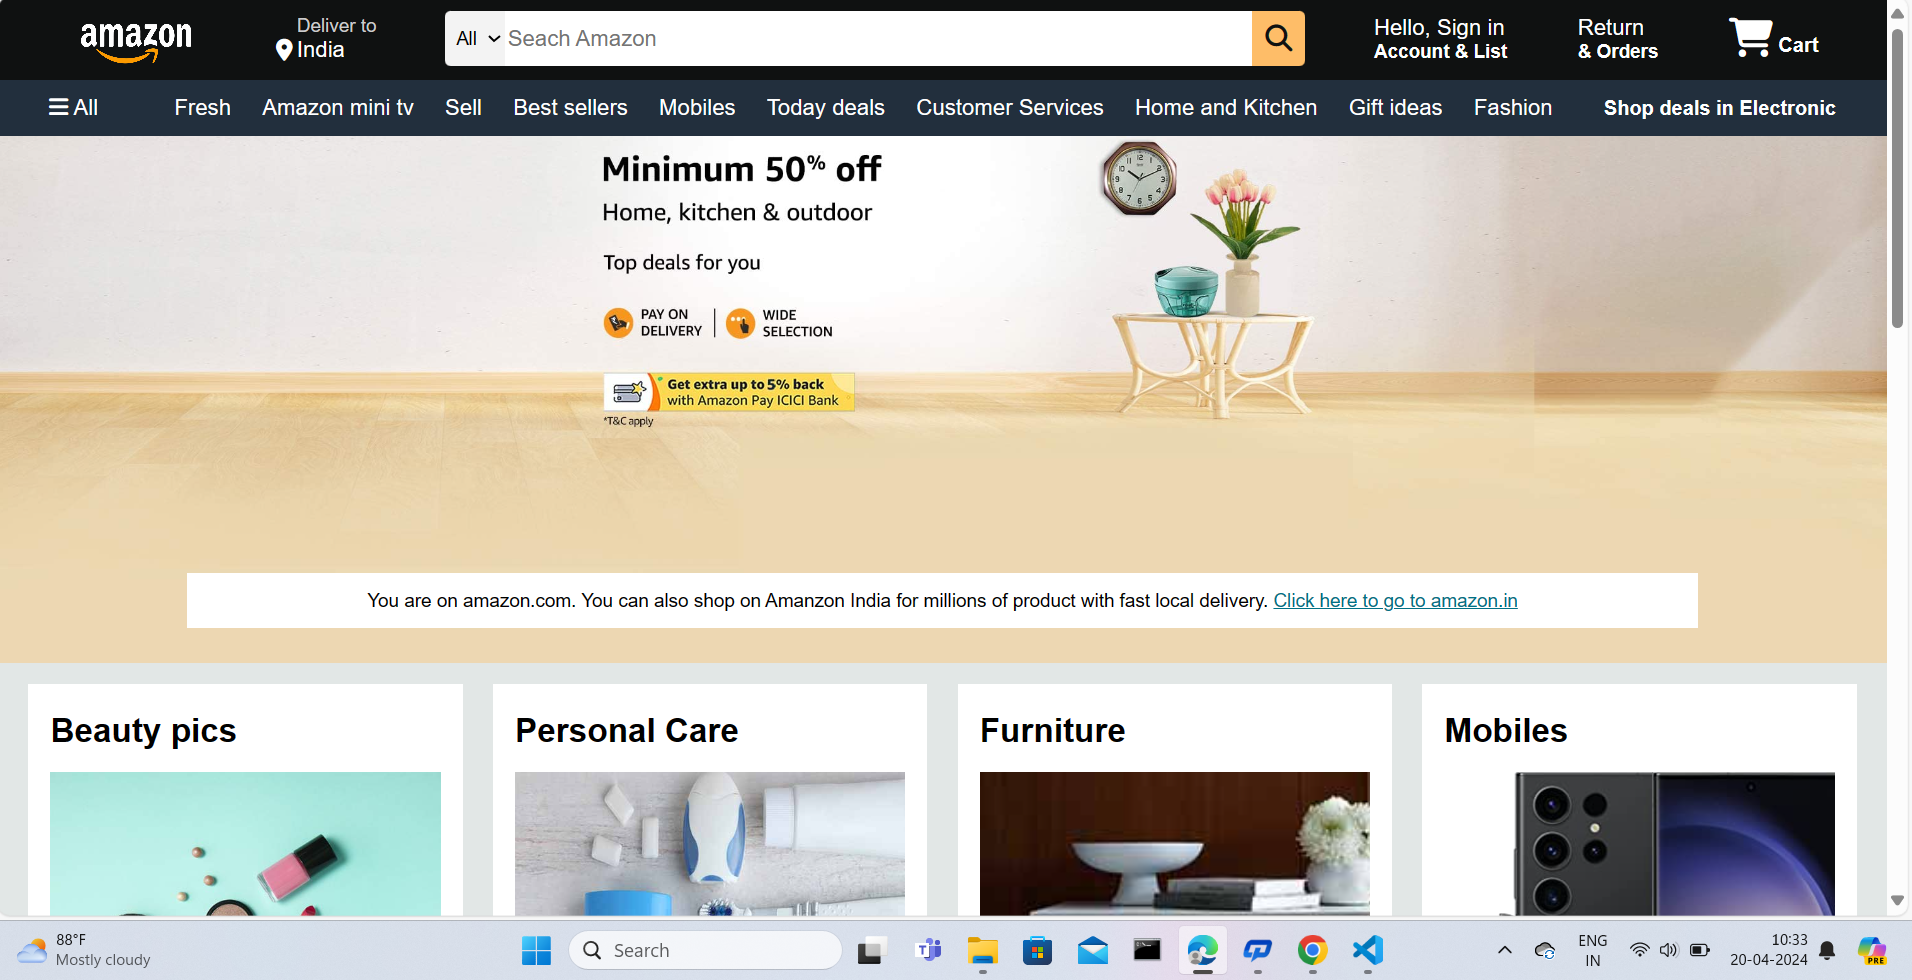 amazon
Deliver to
India
All
Seach Amazon
Hello, Sign in
Account & List
Return
& Orders
Cart
All
Fresh
Amazon mini tv
Sell
Best sellers
Mobiles
Today deals
Customer Services
Home and Kitchen
Gift ideas
Fashion
Shop deals in Electronic
Minimum 50% off
Home, kitchen & outdoor
Top deals for you
PAY ON
DELIVERY
WIDE
SELECTION
Get extra up to 5% back
with Amazon Pay ICICI Bank
*T&C apply
You are on amazon.com. You can also shop on Amanzon India for millions of product with fast local delivery. Click here to go to amazon.in
Beauty pics
Personal Care
Furniture
Mobiles
88°F
Mostly cloudy
Search
ENG
IN
10:33
20-04-2024
PRE